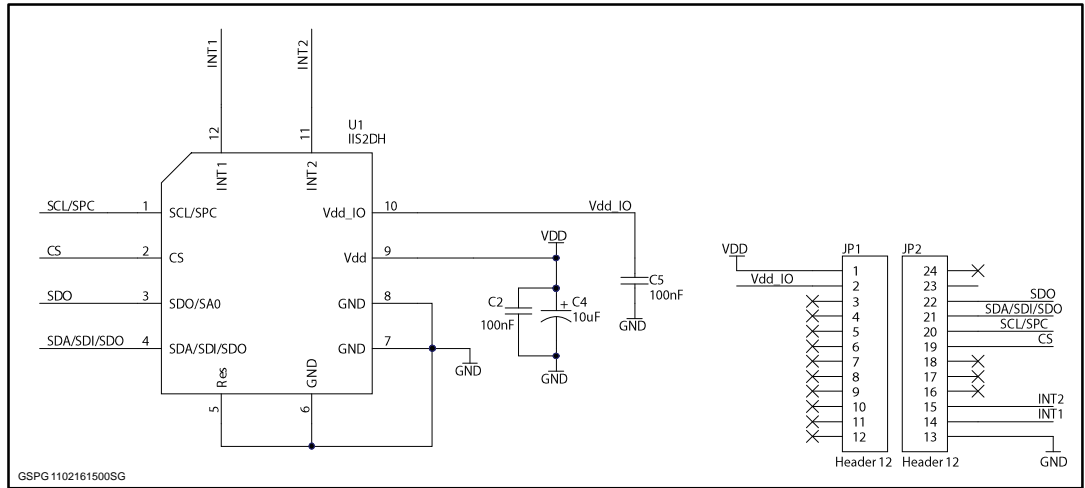 INT1
INT2
12
11
U1
IIS2DH
INT1
INT2
SCL/SPC
1
SCL/SPC
Vdd_IO
10
Vdd_IO
CS
2
CS
Vdd
9
VDD
SDO
3
SDO/SA0
GND
8
SDA/SDI/SDO
4
SDA/SDI/SDO
GND
7
GND
Res
GND
5
6
C2
100nF
+
C4
10uF
GND
C5
100nF
GND
VDD
Vdd_IO
JP1
1
2
3
4
5
6
7
8
9
10
11
12
Header 12
JP2
24
23
22
SDO
21
SDA/SDI/SDO
20
SCL/SPC
19
CS
18
17
16
15
INT2
14
INT1
13
GND
Header 12
GSPG1102161500SG